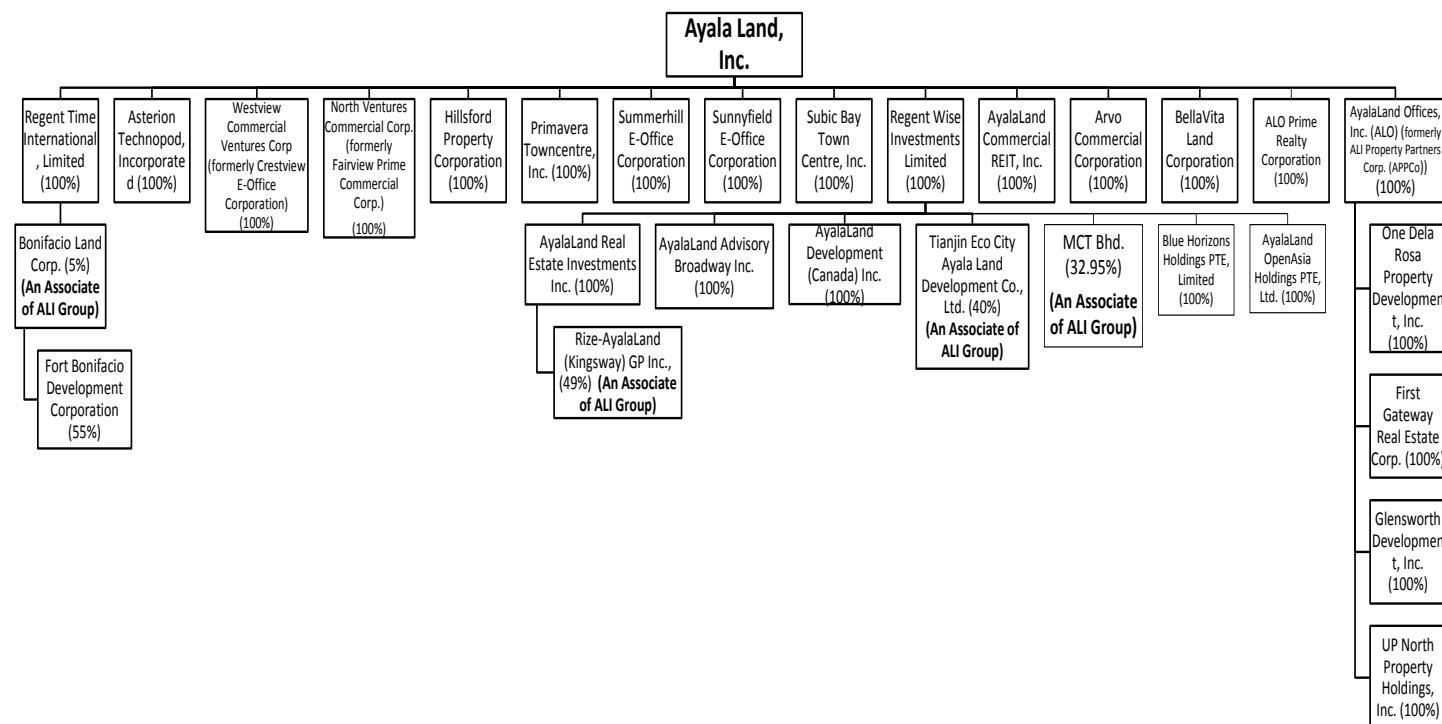 Ayala Land,
Inc.
Regent Time
International
, Limited
(100%)
Asterion
Technopod,
Incorporate
d (100%)
Westview
Commercial
Ventures Corp
(formerly Crestview
E-Office
Corporation)
(100%)
North Ventures
Commercial Corp.
(formerly
Fairview Prime
Commercial
Corp.)
(100%)
Hillsford
Property
Corporation
(100%)
Primavera
Towncentre,
Inc. (100%)
Summerhill
E-Office
Corporation
(100%)
Sunnyfield
E-Office
Corporation
(100%)
Subic Bay
Town
Centre, Inc.
(100%)
Regent Wise
Investments
Limited
(100%)
AyalaLand
Commercial
REIT, Inc.
(100%)
Arvo
Commercial
Corporation
(100%)
BellaVita
Land
Corporation
(100%)
ALO Prime
Realty
Corporation
(100%)
AyalaLand Offices,
Inc. (ALO) (formerly
ALI Property Partners
Corp. (APPCo))
(100%)
Bonifacio Land
Corp. (5%)
(An Associate
of ALI Group)
Fort Bonifacio
Development
Corporation
(55%)
AyalaLand Real
Estate Investments
Inc. (100%)
Rize-AyalaLand
(Kingsway) GP Inc.,
(49%) (An Associate
of ALI Group)
AyalaLand Advisory
Broadway Inc.
(100%)
AyalaLand
Development
(Canada) Inc.
(100%)
Tianjin Eco City
Ayala Land
Development Co.,
Ltd. (40%)
(An Associate of
ALI Group)
MCT Bhd.
(32.95%)
(An Associate
of ALI Group)
Blue Horizons
Holdings PTE,
Limited
(100%)
AyalaLand
OpenAsia
Holdings PTE,
Ltd. (100%)
One Dela
Rosa
Property
Developmen
t, Inc.
(100%)
First
Gateway
Real Estate
Corp. (100%)
Glensworth
Developmen
t, Inc.
(100%)
UP North
Property
Holdings,
Inc. (100%)